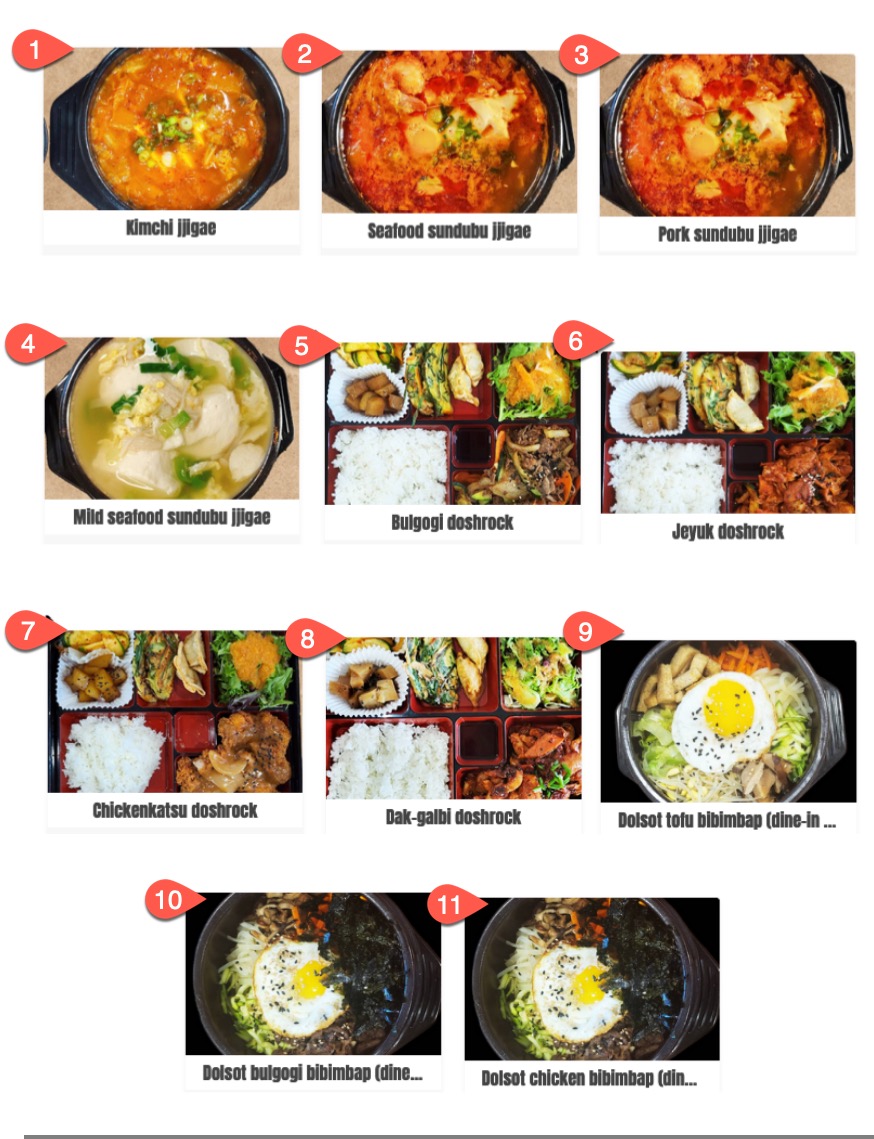 1
2
3
Kimchi jjigae
Seafood sundubu jjigae
Pork sundubu jjigae
4
5
6
Mild seafood sundubu jjigae
Bulgogi doshrock
Jeyuk doshrock
7
8
9
Chickenkatsu doshrock
Dak-galbi doshrock
Dolsot tofu bibimbap (dine-in ...
10
11
Dolsot bulgogi bibimbap (dine...
Dolsot chicken bibimbap (din...